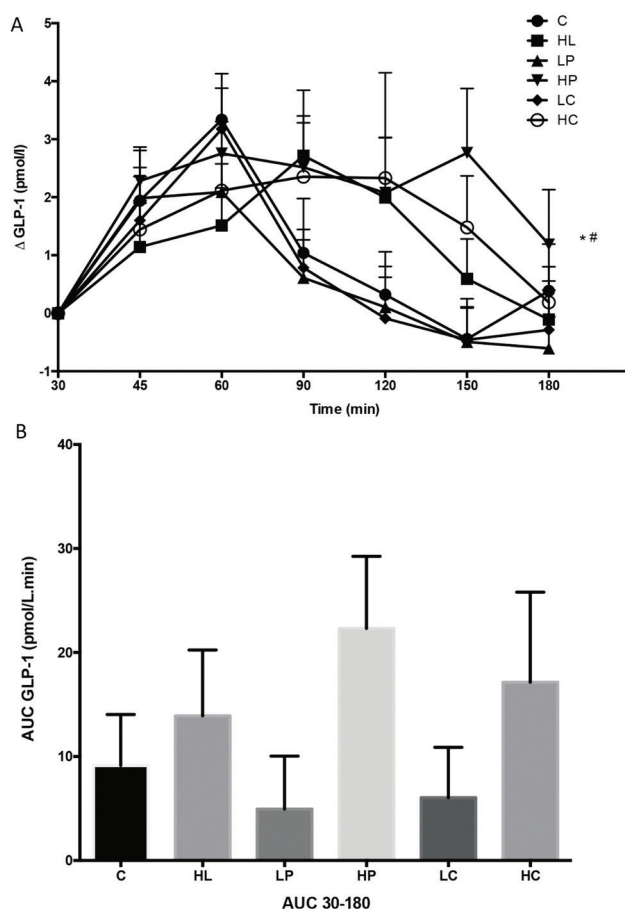 A
5
4
3
2
1
0
-1
Δ GLP-1 (pmol/l)
C
HL
LP
HP
LC
HC
* #
30 45 60 90 120 150 180
Time (min)
B
40
30
20
10
0
AUC GLP-1 (pmol/L.min)
C HL LP HP LC HC
AUC 30-180